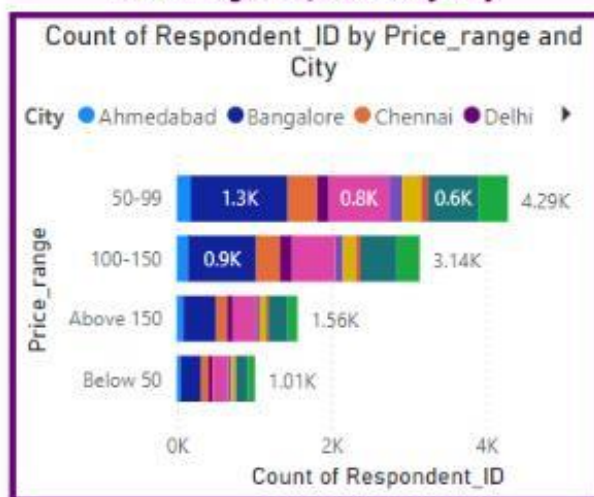 Count of Respondent_ID by Price_range and
City
City Ahmedabad Bangalore Chennai Delhi
50-99 1.3K 0.8K 0.6K 4.29K
100-150 0.9K 3.14K
Above 150 1.56K
Below 50 1.01K
Price_range
0K 2K 4K
Count of Respondent_ID